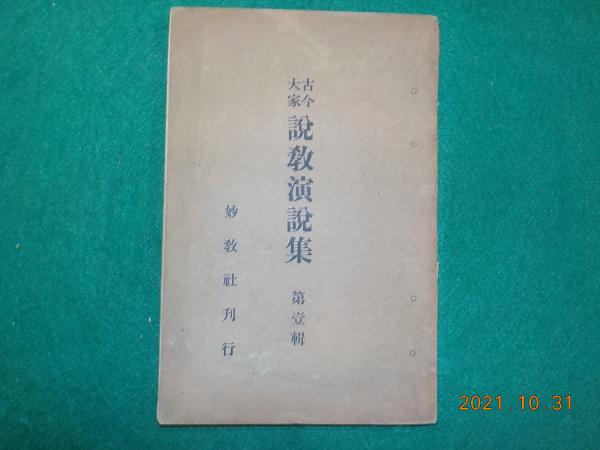 古今
大家
說教演說集 第壹輯
妙教社刊行
2021.10.31